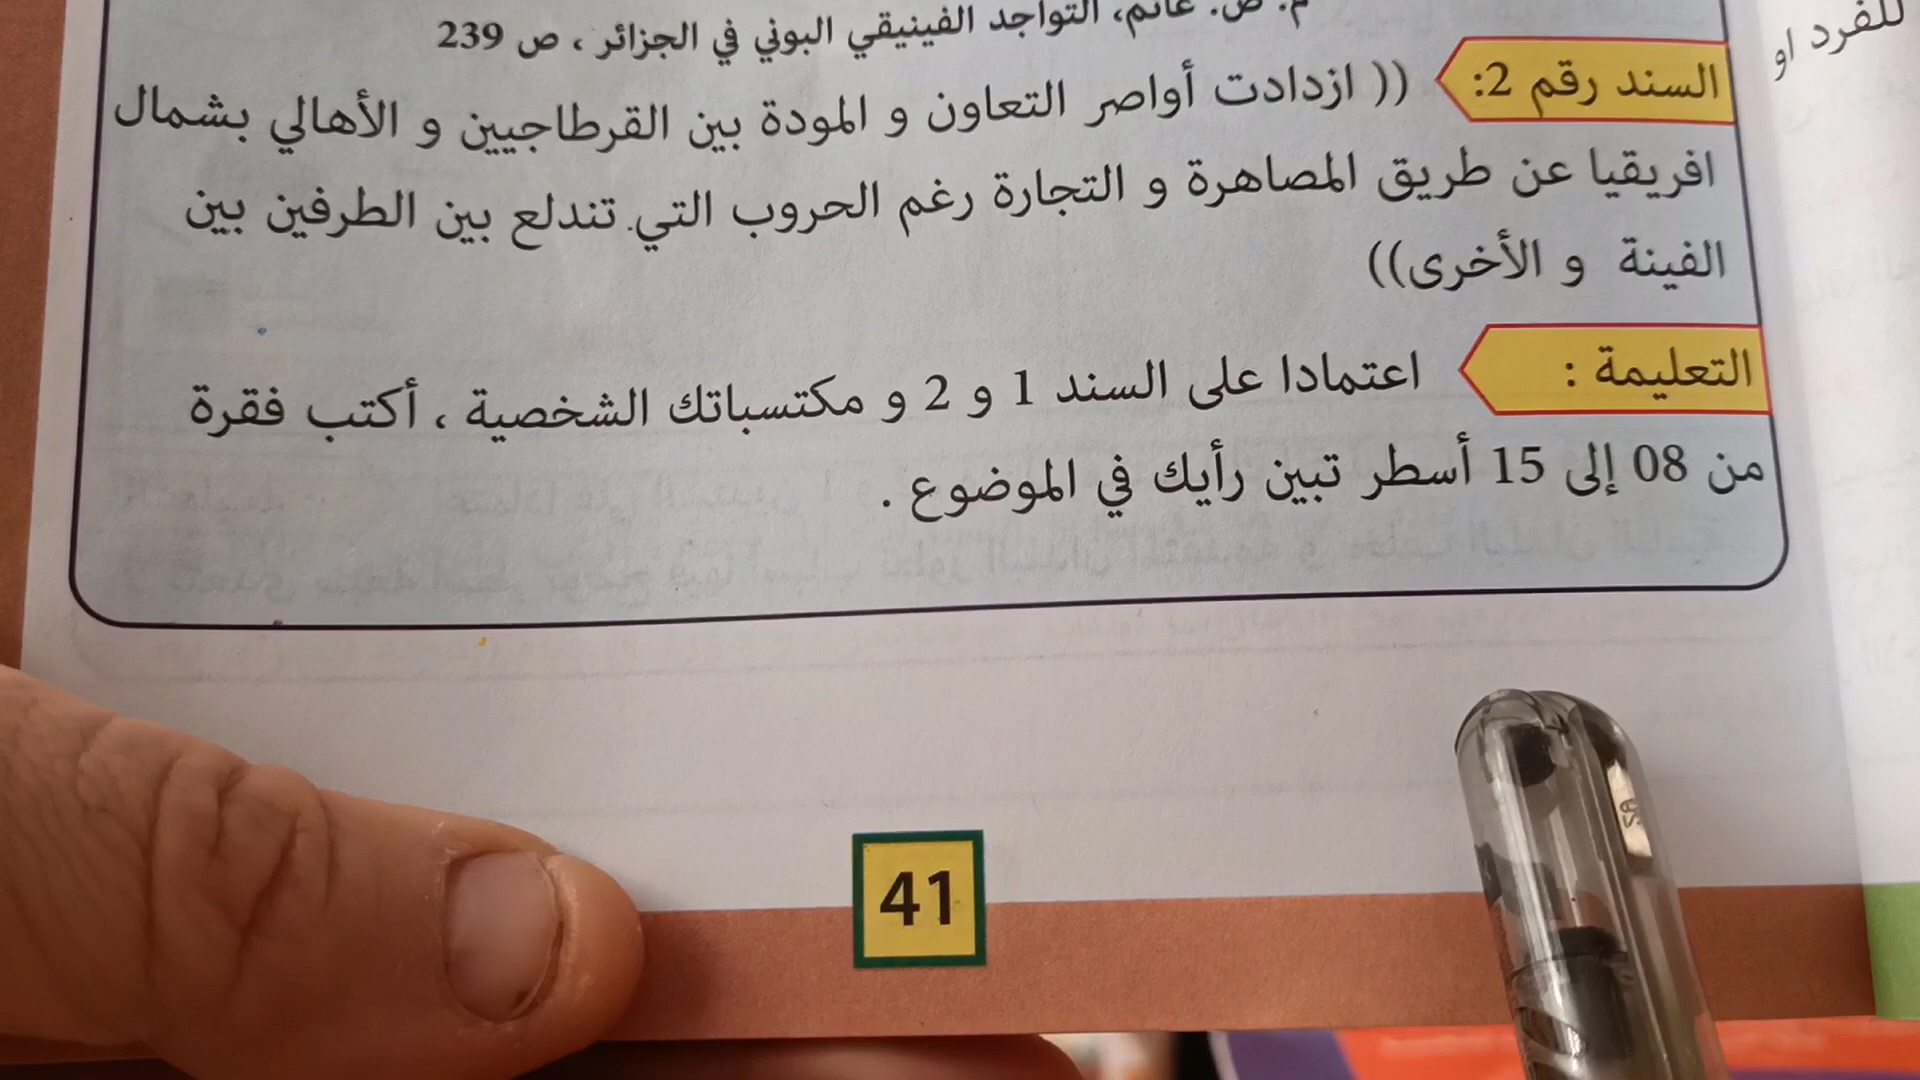 م. ص. غانم، التواجد الفينيقي البوني في الجزائر ، ص 239
السند رقم 2: (( ازدادت أواصر التعاون و المودة بين القرطاجيين و الأهالي بشمال
افريقيا عن طريق المصاهرة و التجارة رغم الحروب التي تندلع بين الطرفين بين
الفينة و الأخرى))
التعليمة : اعتمادا على السند 1 و 2 و مكتسباتك الشخصية ، أكتب فقرة
من 08 إلى 15 أسطر تبين رأيك في الموضوع .
41
للفرد او